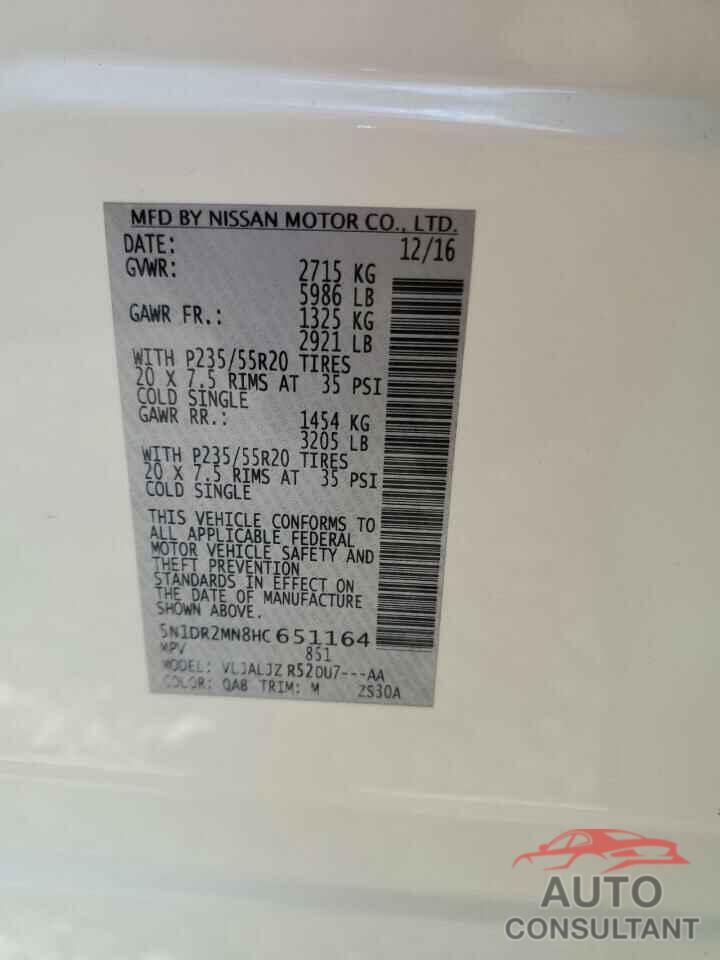 MFD BY NISSAN MOTOR CO., LTD.
DATE: 12/16
GVWR: 2715 KG
5986 LB
GAWR FR.: 1325 KG
2921 LB
WITH P235/55R20 TIRES
20 X 7.5 RIMS AT 35 PSI
COLD SINGLE
GAWR RR.: 1454 KG
3205 LB
WITH P235/55R20 TIRES
20 X 7.5 RIMS AT 35 PSI
COLD SINGLE
THIS VEHICLE CONFORMS TO
ALL APPLICABLE FEDERAL
MOTOR VEHICLE SAFETY AND
THEFT PREVENTION
STANDARDS IN EFFECT ON
THE DATE OF MANUFACTURE
SHOWN ABOVE.
5N1DR2MN8HC651164
MPV 851
MODEL: VLJALJZ R52DU7---AA
COLOR: QAB TRIM: M ZS30A
AUTO
CONSULTANT